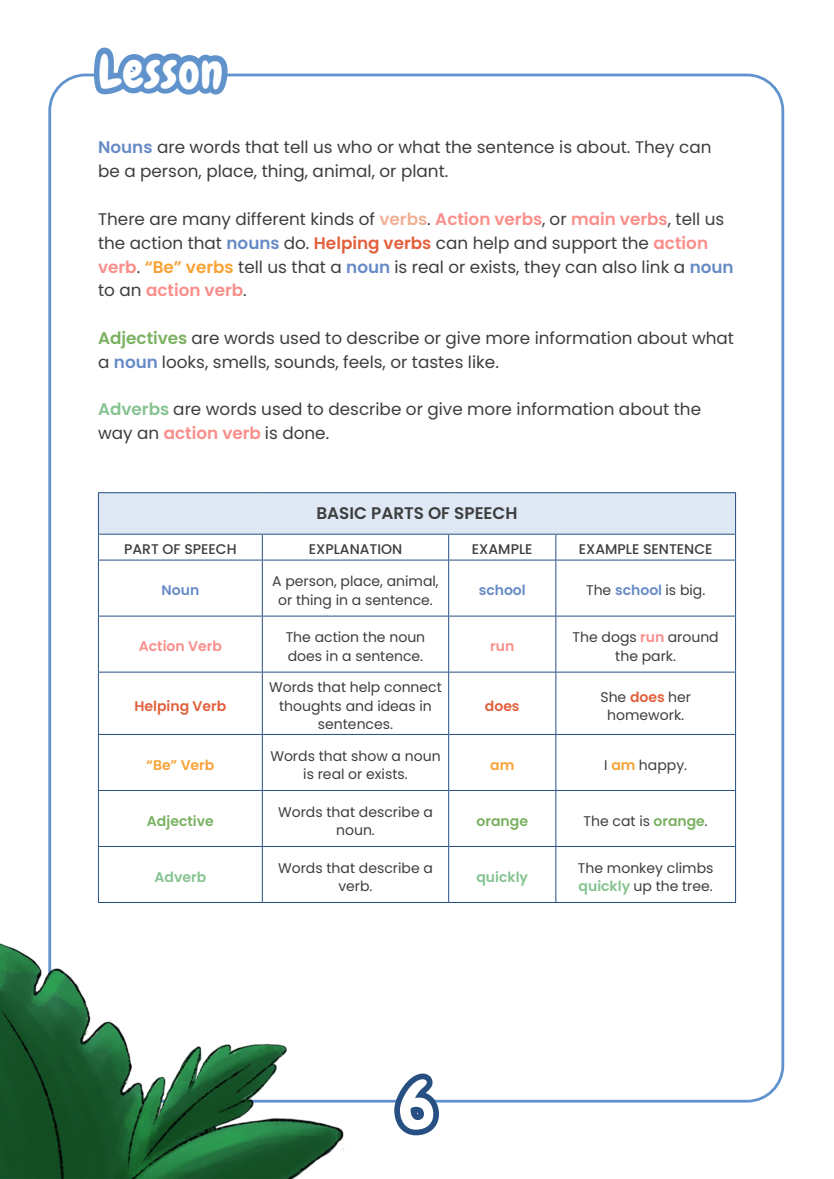 Lesson
Nouns are words that tell us who or what the sentence is about. They can
be a person, place, thing, animal, or plant.
There are many different kinds of verbs. Action verbs, or main verbs, tell us
the action that nouns do. Helping verbs can help and support the action
verb. “Be” verbs tell us that a noun is real or exists, they can also link a noun
to an action verb.
Adjectives are words used to describe or give more information about what
a noun looks, smells, sounds, feels, or tastes like.
Adverbs are words used to describe or give more information about the
way an action verb is done.
BASIC PARTS OF SPEECH
PART OF SPEECH EXPLANATION EXAMPLE EXAMPLE SENTENCE
Noun
A person, place, animal,
or thing in a sentence.
school
The school is big.
Action Verb
The action the noun
does in a sentence.
run
The dogs run around
the park.
Helping Verb
Words that help connect
thoughts and ideas in
sentences.
does
She does her
homework.
“Be” Verb
Words that show a noun
is real or exists.
am
I am happy.
Adjective
Words that describe a
noun.
orange
The cat is orange.
Adverb
Words that describe a
verb.
quickly
The monkey climbs
quickly up the tree.
6